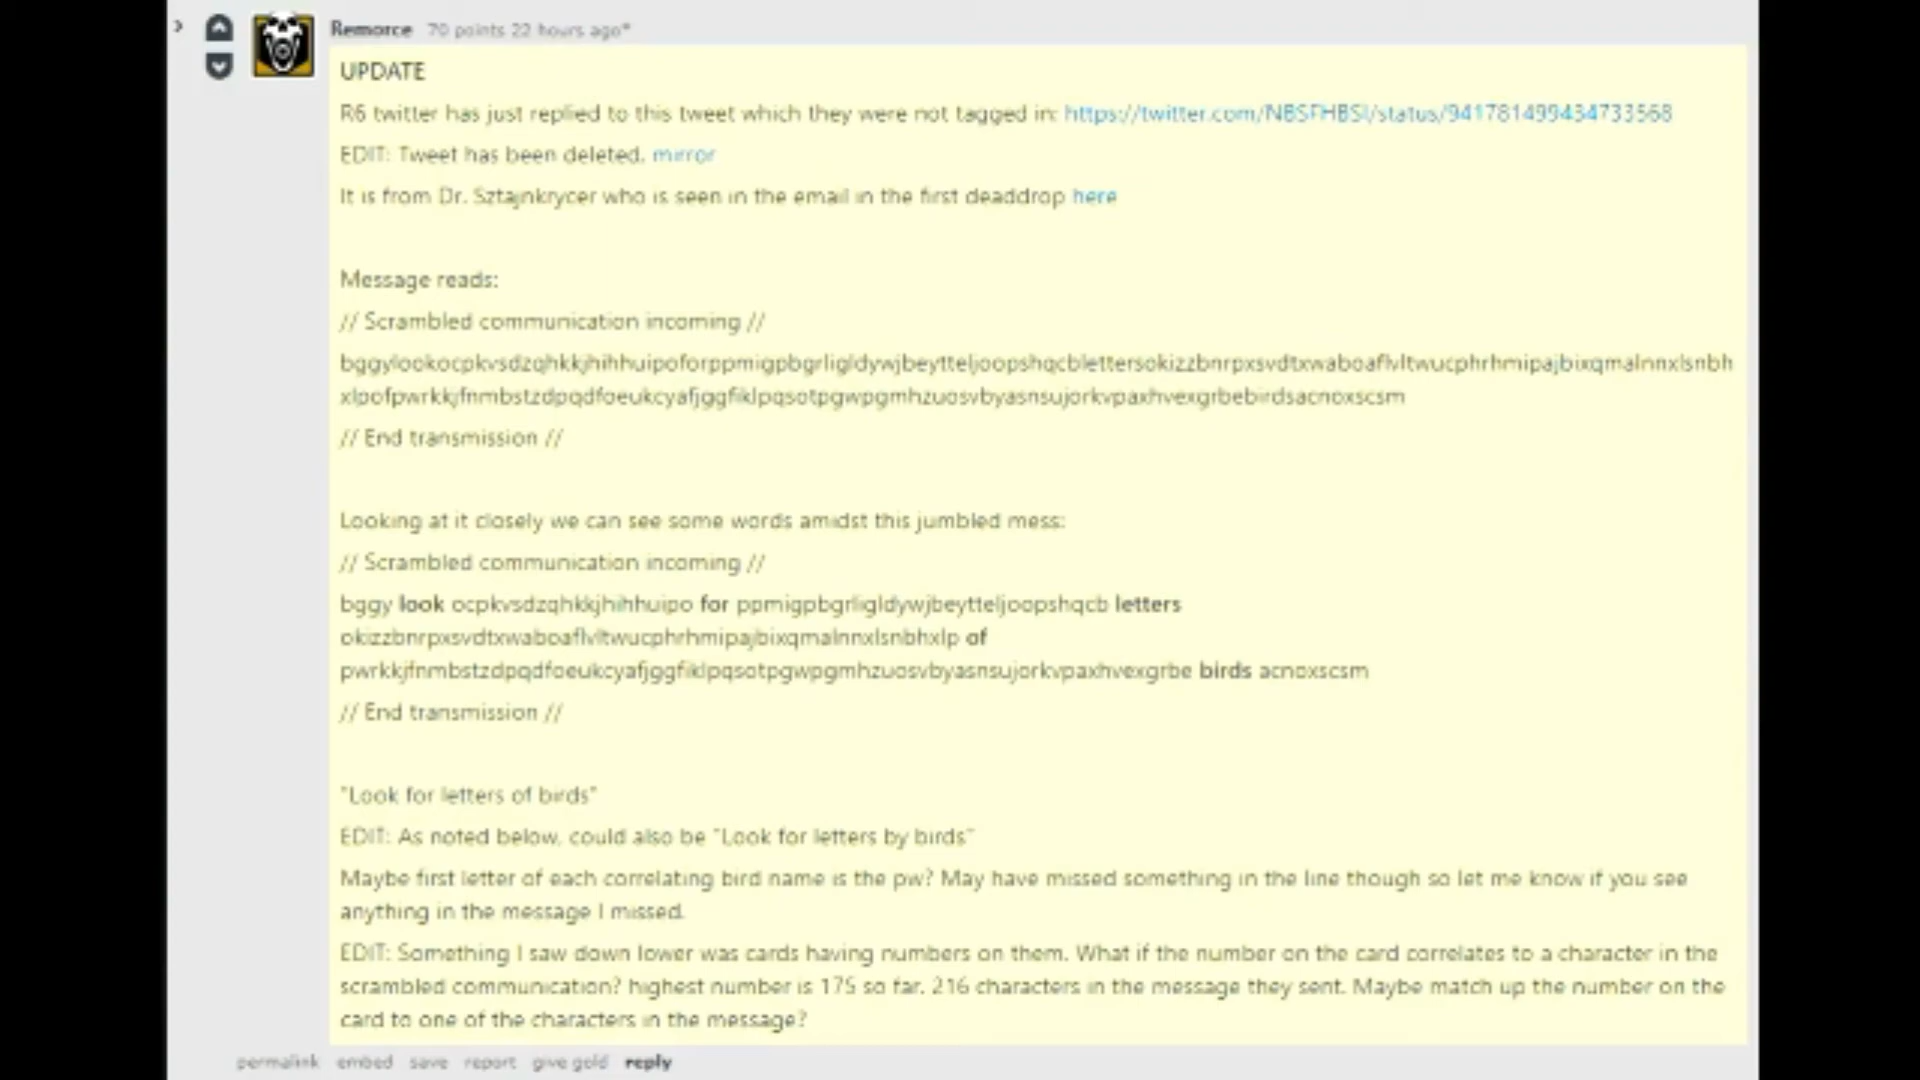 Remorce 70 points 22 hours ago*
UPDATE
R6 twitter has just replied to this tweet which they were not tagged in: https://twitter.com/NBSFHBSI/status/941781499434733568
EDIT: Tweet has been deleted. mirror
It is from Dr. Sztajnkrycer who is seen in the email in the first deaddrop here
Message reads:
// Scrambled communication incoming //
bggylookocpkvsdzqhkkjhihhuipoforppmigpbgrligldywjbeytteljoopshqcblettersokizzbnrpxsvdtxwaboaflvltwucphrhmipajbixqmalnnxlsnbh
xlpofpwrkkjfnmbstzdpqdfoeukcyafjggfiklpqsotpgwpgmhzuosvbyasnsujorkvpaxhvexgrbebirdsacnoxscsm
// End transmission //
Looking at it closely we can see some words amidst this jumbled mess:
// Scrambled communication incoming //
bggy look ocpkvsdzqhkkjhihhuipo for ppmigpbgrligldywjbeytteljoopshqcb letters
okizzbnrpxsvdtxwaboaflvltwucphrhmipajbixqmalnnxlsnbhxlp of
pwrkkjfnmbstzdpqdfoeukcyafjggfiklpqsotpgwpgmhzuosvbyasnsujorkvpaxhvexgrbe birds acnoxscsm
// End transmission //
"Look for letters of birds"
EDIT: As noted below, could also be "Look for letters by birds"
Maybe first letter of each correlating bird name is the pw? May have missed something in the line though so let me know if you see
anything in the message I missed.
EDIT: Something I saw down lower was cards having numbers on them. What if the number on the card correlates to a character in the
scrambled communication? highest number is 175 so far. 216 characters in the message they sent. Maybe match up the number on the
card to one of the characters in the message?
permalink embed save report give gold reply